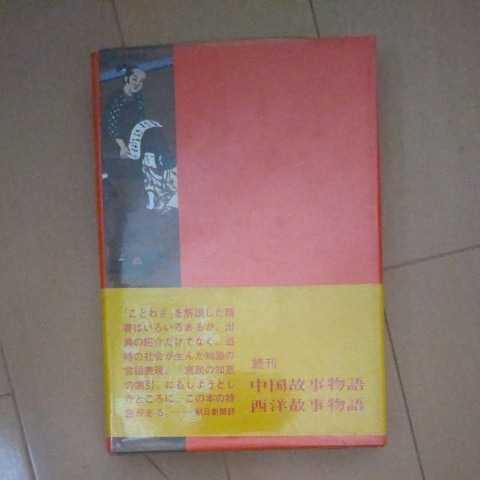 「ことわざ」を解説した類
書はいろいろあるが、出
典の紹介だけでなく、当
時の社会が生んだ知恵の
言語表現、「庶民の知恵
の索引」にもしようとし
たところに、この本の特
色がある。――朝日新聞評
続刊
中国故事物語
西洋故事物語